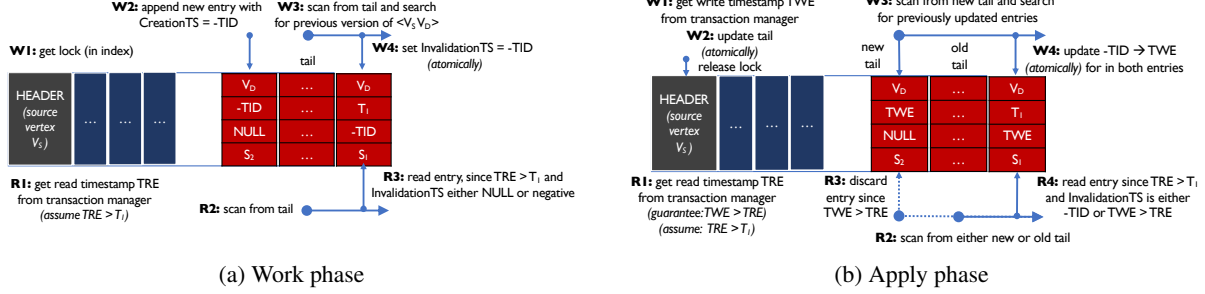 W2: append new entry with
CreationTS = -TID
W3: scan from tail and search
for previous version of <VS VD>
W1: get lock (in index)
tail
W4: set InvalidationTS = -TID
(atomically)
HEADER
(source
vertex
VS )
... ... ...
VD ... VD
-TID ... T1
NULL ... -TID
S2 ... S1
R1: get read timestamp TRE
from transaction manager
(assume TRE > T1)
R2: scan from tail
R3: read entry, since TRE > T1 and
InvalidationTS either NULL or negative
(a) Work phase
W1: get write timestamp TWE
from transaction manager
W2: update tail
(atomically)
release lock
W3: scan from new tail and search
for previously updated entries
new
tail
old
tail
W4: update -TID → TWE
(atomically) for in both entries
HEADER
(source
vertex
VS )
... ... ...
VD ... VD
TWE ... T1
NULL ... TWE
S2 ... S1
R1: get read timestamp TRE
from transaction manager
(guarantee: TWE > TRE)
(assume: TRE > T1)
R3: discard
entry since
TWE > TRE
R4: read entry since TRE > T1
and InvalidationTS is either
-TID or TWE > TRE
R2: scan from either new or old tail
(b) Apply phase